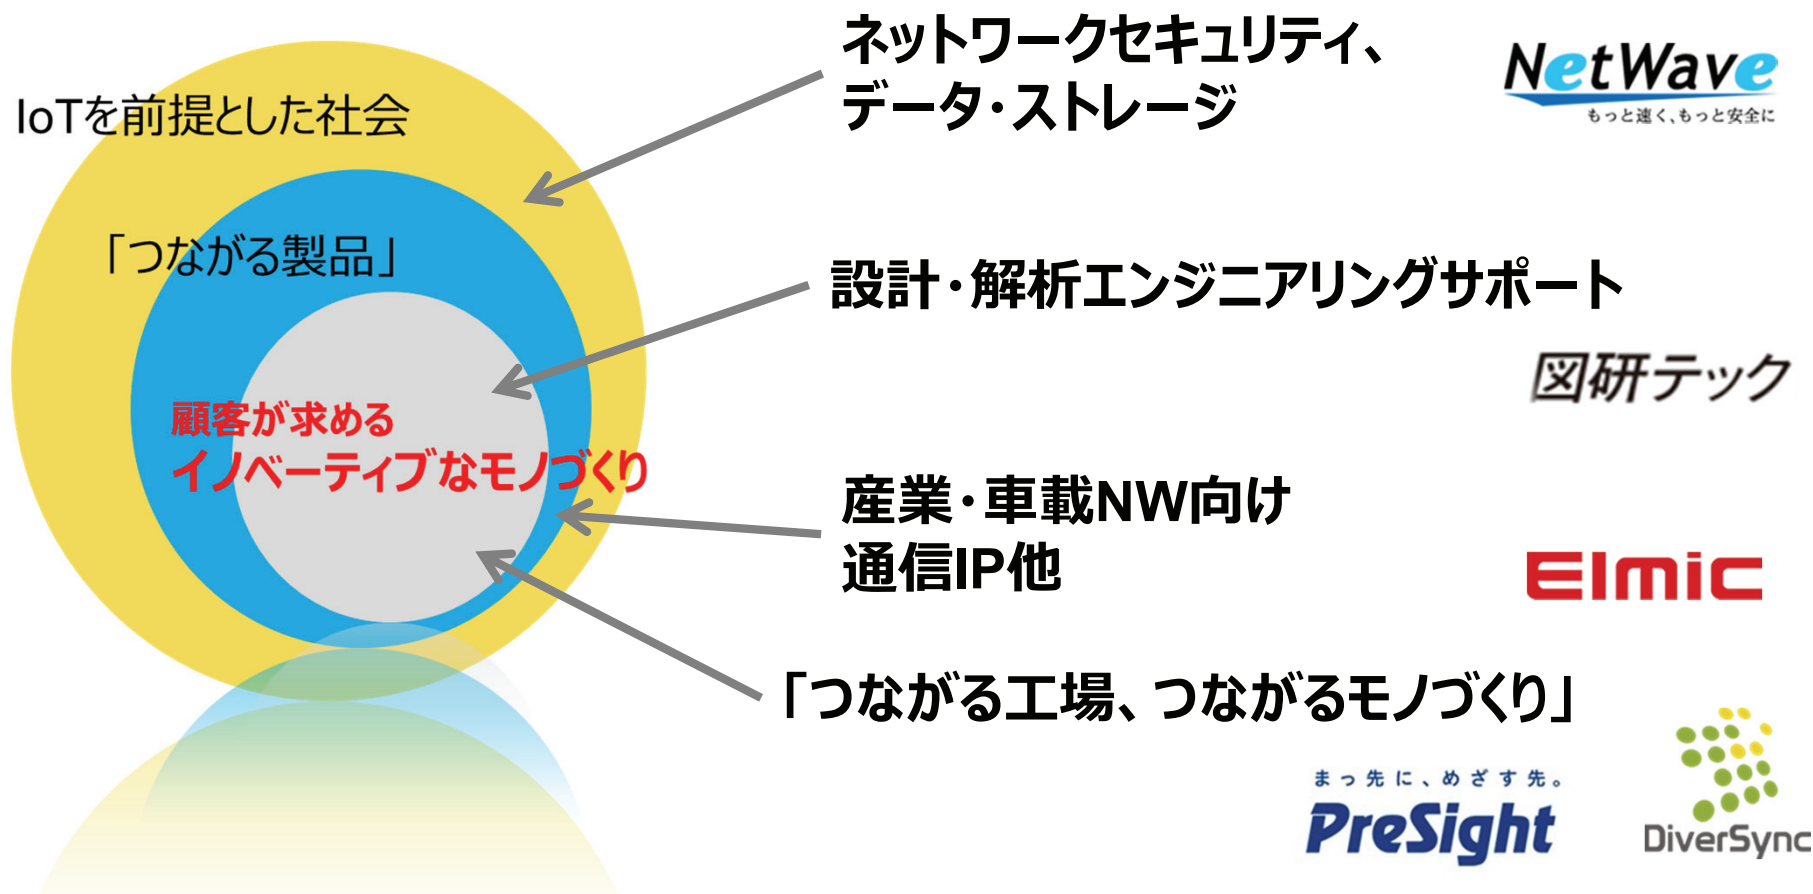 IoTを前提とした社会
「つながる製品」
顧客が求める
イノベーティブなモノづくり
ネットワークセキュリティ、
データ・ストレージ
NetWave
もっと速く、もっと安全に
設計・解析エンジニアリングサポート
図研テック
産業・車載NW向け
通信IP他
Elmic
「つながる工場、つながるモノづくり」
まっ先に、めざす先。
PreSight
DiverSync